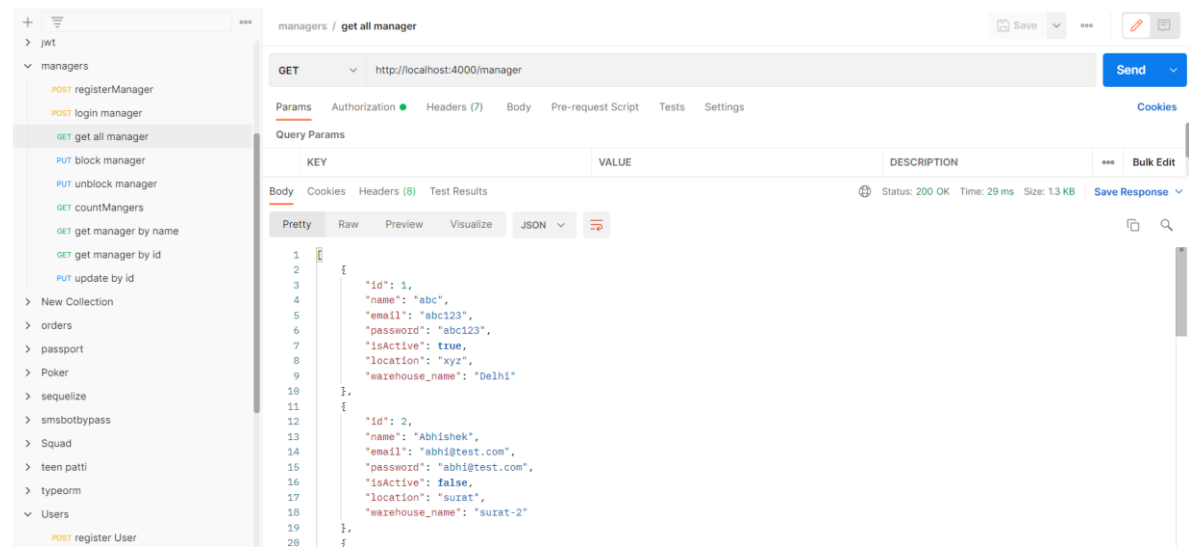 jwt
managers
POST registerManager
POST login manager
GET get all manager
PUT block manager
PUT unblock manager
GET countMangers
GET get manager by name
GET get manager by id
PUT update by id
New Collection
orders
passport
Poker
sequelize
smsbotbypass
Squad
teen patti
typeorm
Users
POST register User
managers / get all manager
Save
GET http://localhost:4000/manager Send
Params Authorization Headers (7) Body Pre-request Script Tests Settings Cookies
Query Params
KEY VALUE DESCRIPTION Bulk Edit
Body Cookies Headers (8) Test Results Status: 200 OK Time: 29 ms Size: 1.3 KB Save Response
Pretty Raw Preview Visualize JSON
1 [
2 {
3 "id": 1,
4 "name": "abc",
5 "email": "abc123",
6 "password": "abc123",
7 "isActive": true,
8 "location": "xyz",
9 "warehouse_name": "Delhi"
10 },
11 {
12 "id": 2,
13 "name": "Abhishek",
14 "email": "abhi@test.com",
15 "password": "abhi@test.com",
16 "isActive": false,
17 "location": "surat",
18 "warehouse_name": "surat-2"
19 },
20 {